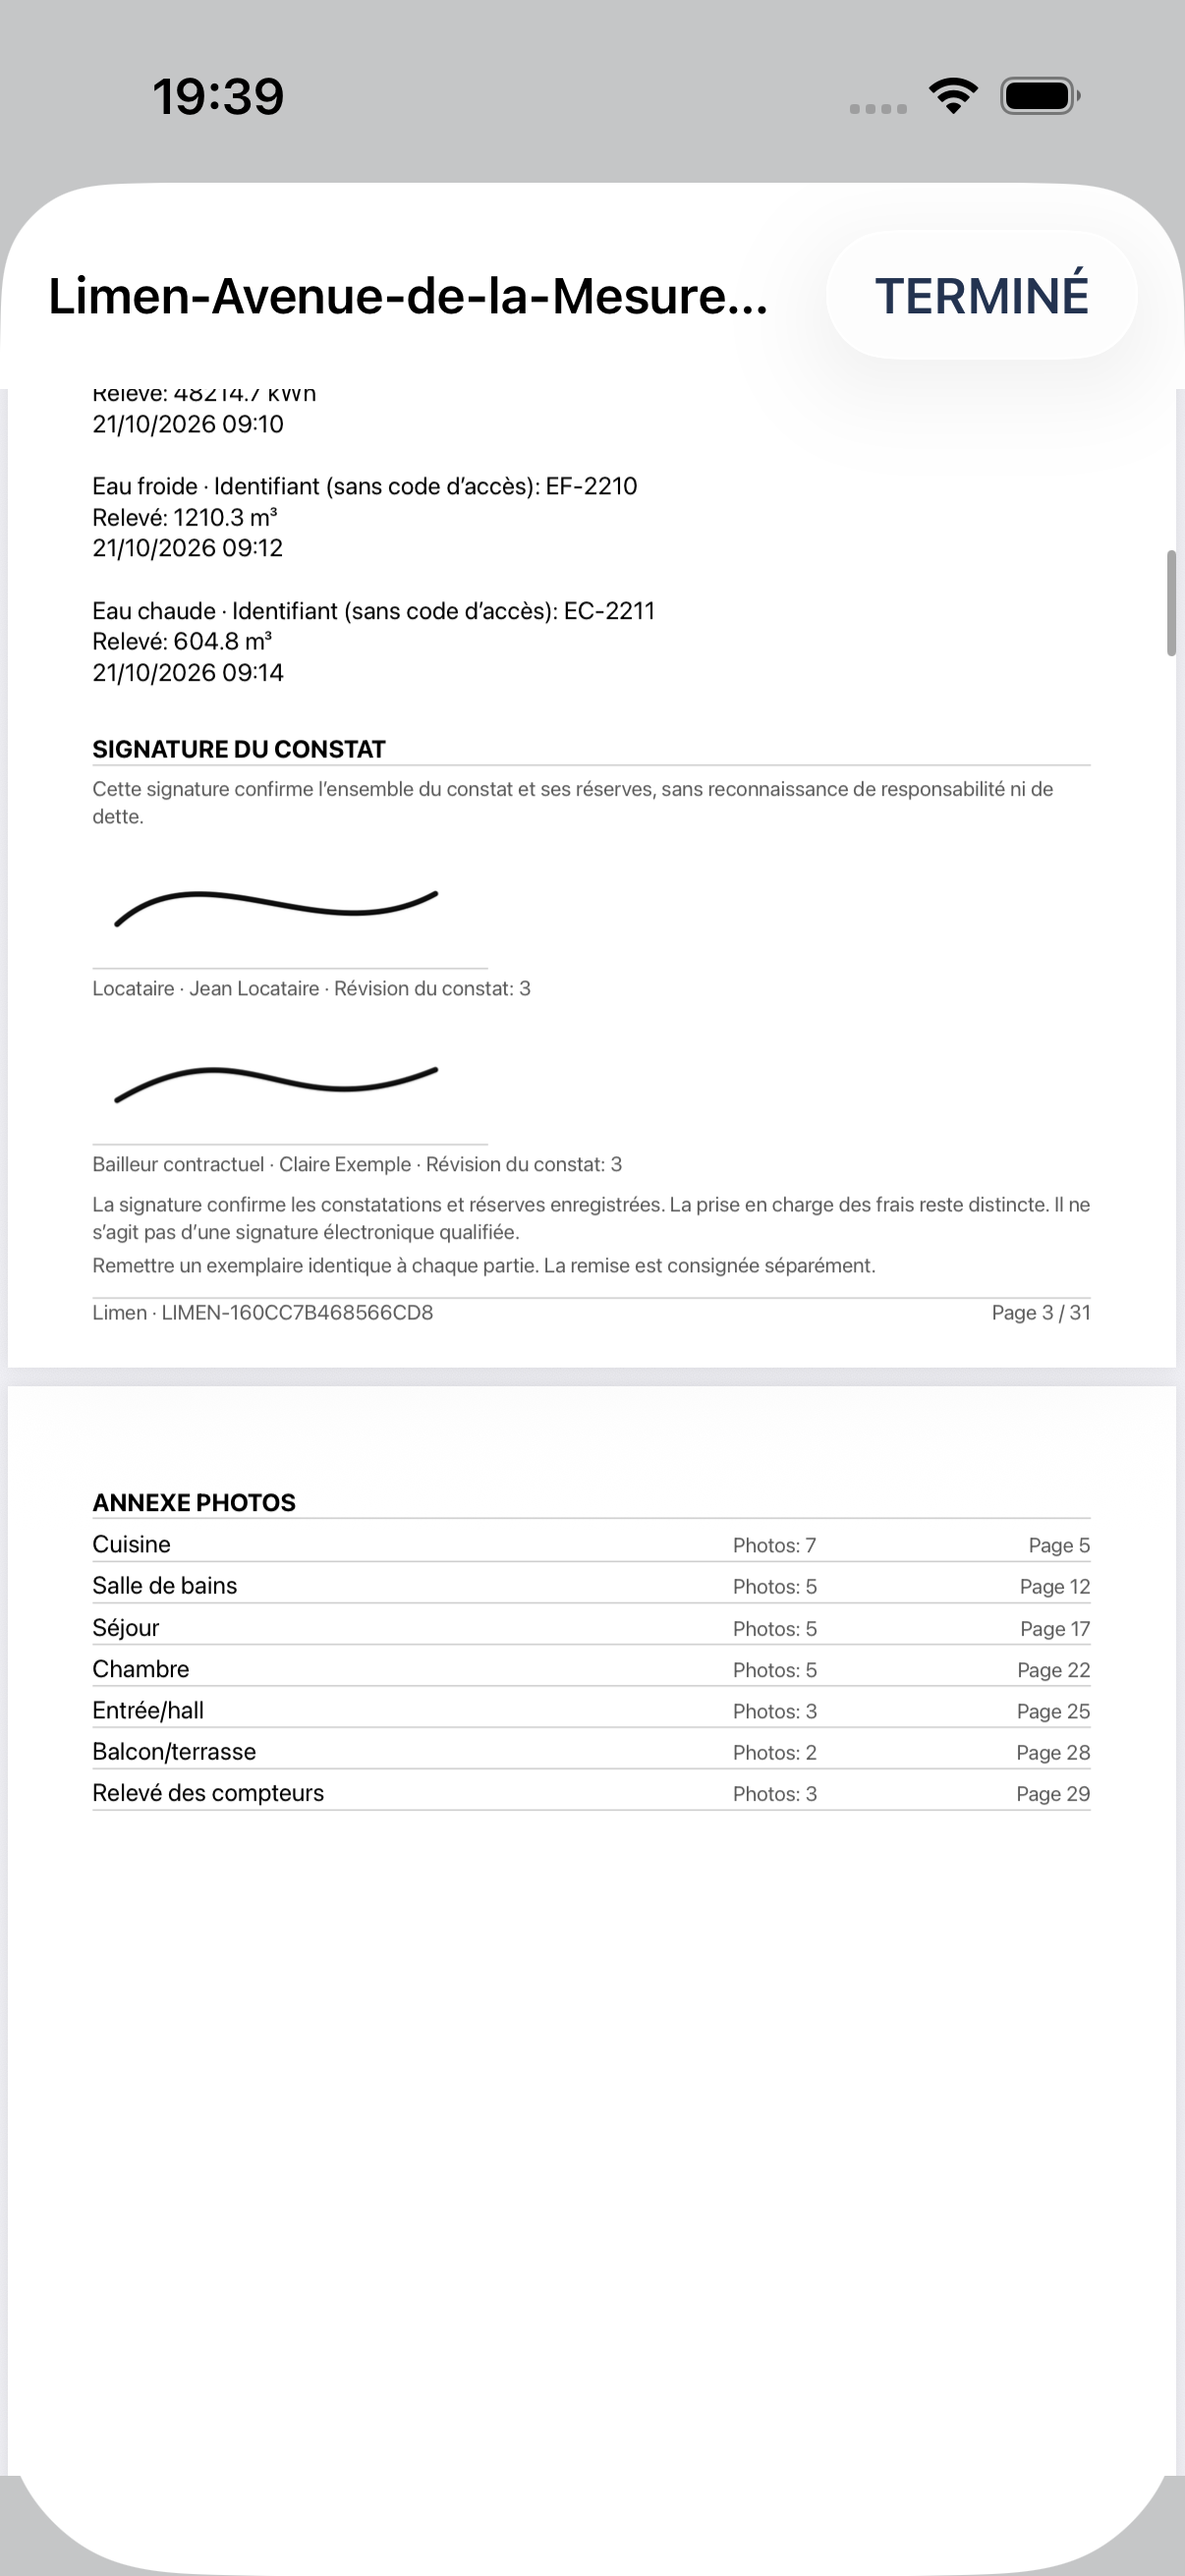 19:39
Limen-Avenue-de-la-Mesure...
TERMINÉ
Relevé: 48214.7 kWh
21/10/2026 09:10
Eau froide · Identifiant (sans code d’accès): EF-2210
Relevé: 1210.3 m³
21/10/2026 09:12
Eau chaude · Identifiant (sans code d’accès): EC-2211
Relevé: 604.8 m³
21/10/2026 09:14
SIGNATURE DU CONSTAT
Cette signature confirme l’ensemble du constat et ses réserves, sans reconnaissance de responsabilité ni de
dette.
Locataire · Jean Locataire · Révision du constat: 3
Bailleur contractuel · Claire Exemple · Révision du constat: 3
La signature confirme les constatations et réserves enregistrées. La prise en charge des frais reste distincte. Il ne
s’agit pas d’une signature électronique qualifiée.
Remettre un exemplaire identique à chaque partie. La remise est consignée séparément.
Limen · LIMEN-160CC7B468566CD8 Page 3 / 31
ANNEXE PHOTOS
Cuisine Photos: 7 Page 5
Salle de bains Photos: 5 Page 12
Séjour Photos: 5 Page 17
Chambre Photos: 5 Page 22
Entrée/hall Photos: 3 Page 25
Balcon/terrasse Photos: 2 Page 28
Relevé des compteurs Photos: 3 Page 29